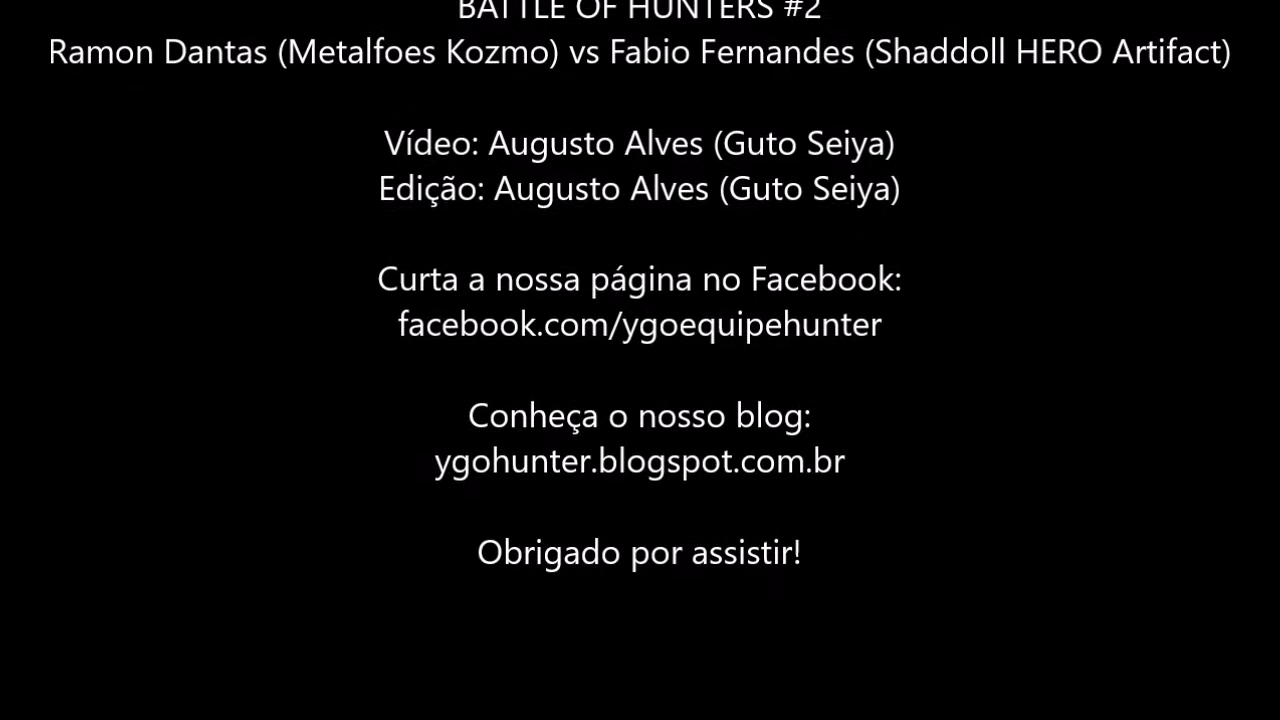 BATTLE OF HUNTERS #2
Ramon Dantas (Metalfoes Kozmo) vs Fabio Fernandes (Shaddoll HERO Artifact)
Vídeo: Augusto Alves (Guto Seiya)
Edição: Augusto Alves (Guto Seiya)
Curta a nossa página no Facebook:
facebook.com/ygoequipehunter
Conheça o nosso blog:
ygohunter.blogspot.com.br
Obrigado por assistir!